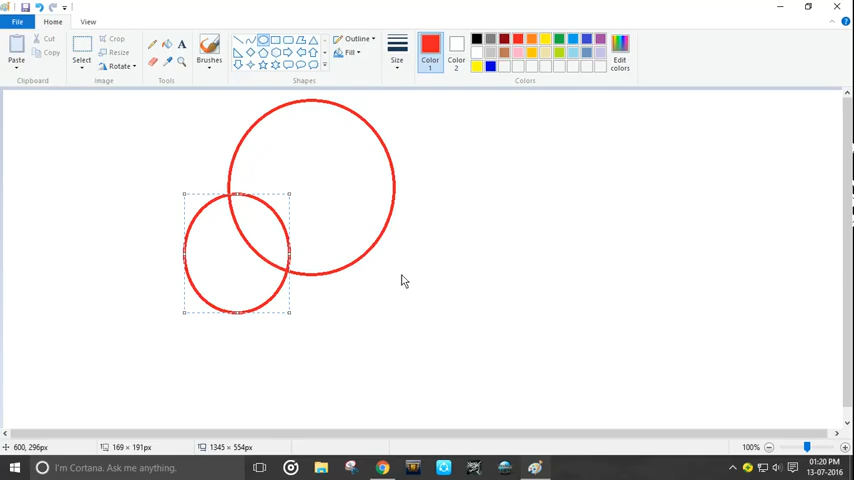 File Home View
Paste
Cut
Copy
Clipboard
Select
Crop
Resize
Rotate
Image
A
Tools
Brushes
Outline
Fill
Shapes
Size
Color
1
Color
2
Edit
colors
Colors
600, 296px 169 × 191px 1345 × 554px 100%
I'm Cortana. Ask me anything.
01:20 PM
13-07-2016